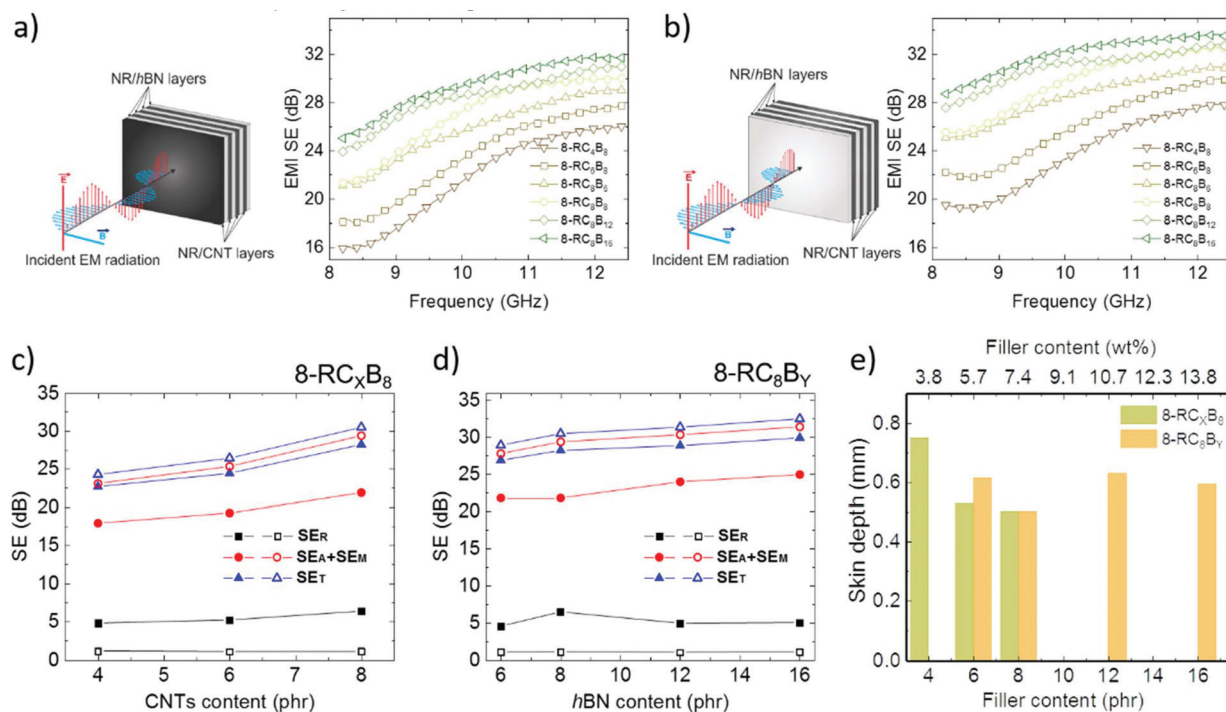 a)
NR/hBN layers
E
B
Incident EM radiation
NR/CNT layers
EMI SE (dB)
32
28
24
20
16
8-RC4B8
8-RC6B8
8-RC8B6
8-RC8B8
8-RC8B12
8-RC8B16
8 9 10 11 12
Frequency (GHz)
b)
NR/hBN layers
E
B
Incident EM radiation
NR/CNT layers
EMI SE (dB)
32
28
24
20
16
8-RC4B8
8-RC6B8
8-RC8B6
8-RC8B8
8-RC8B12
8-RC8B16
8 9 10 11 12
Frequency (GHz)
c)
8-RCXB8
SE (dB)
35
30
25
20
15
10
5
0
SER
SEA+SEM
SET
4 5 6 7 8
CNTs content (phr)
d)
8-RC8BY
SE (dB)
35
30
25
20
15
10
5
0
SER
SEA+SEM
SET
6 8 10 12 14 16
hBN content (phr)
e)
Filler content (wt%)
3.8 5.7 7.4 9.1 10.7 12.3 13.8
Skin depth (mm)
0.8
0.6
0.4
0.2
0.0
8-RCXB8
8-RC8BY
4 6 8 10 12 14 16
Filler content (phr)